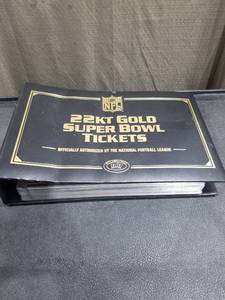 NFL
22KT GOLD
SUPER BOWL
TICKETS
OFFICIALLY AUTHORIZED BY THE NATIONAL FOOTBALL LEAGUE